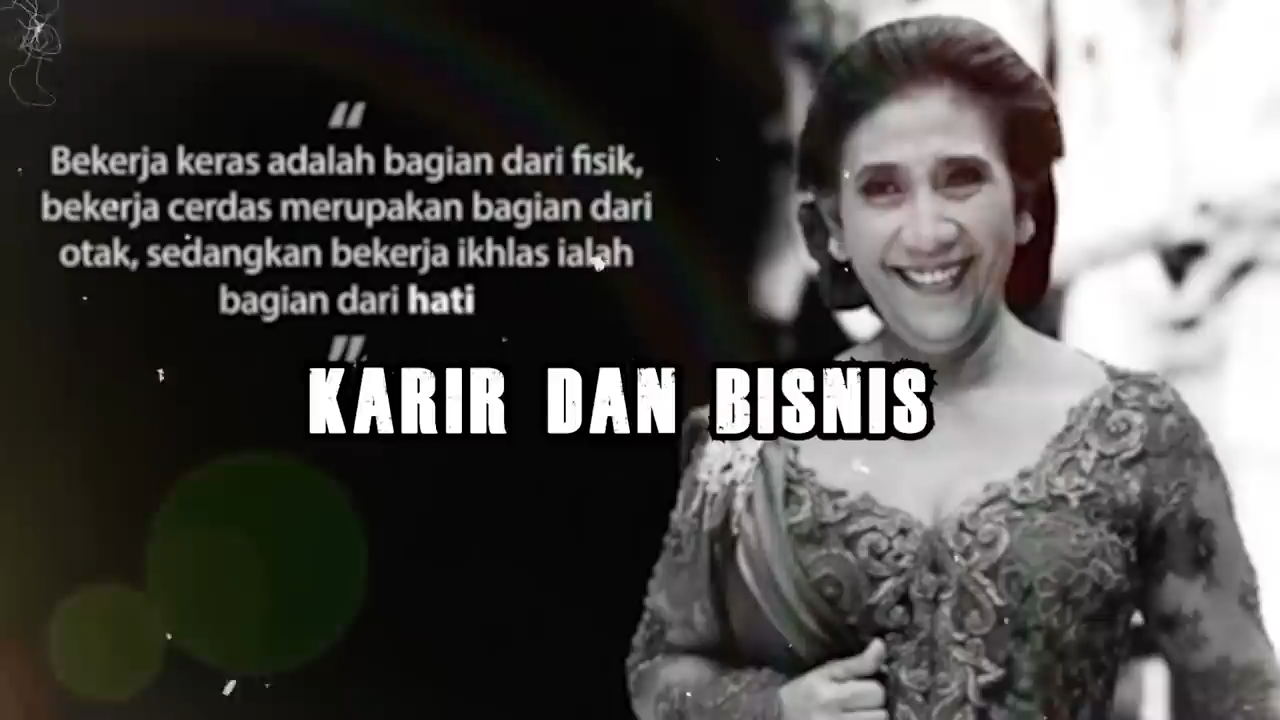 “
Bekerja keras adalah bagian dari fisik,
bekerja cerdas merupakan bagian dari
otak, sedangkan bekerja ikhlas ialah
bagian dari hati
”
KARIR DAN BISNIS